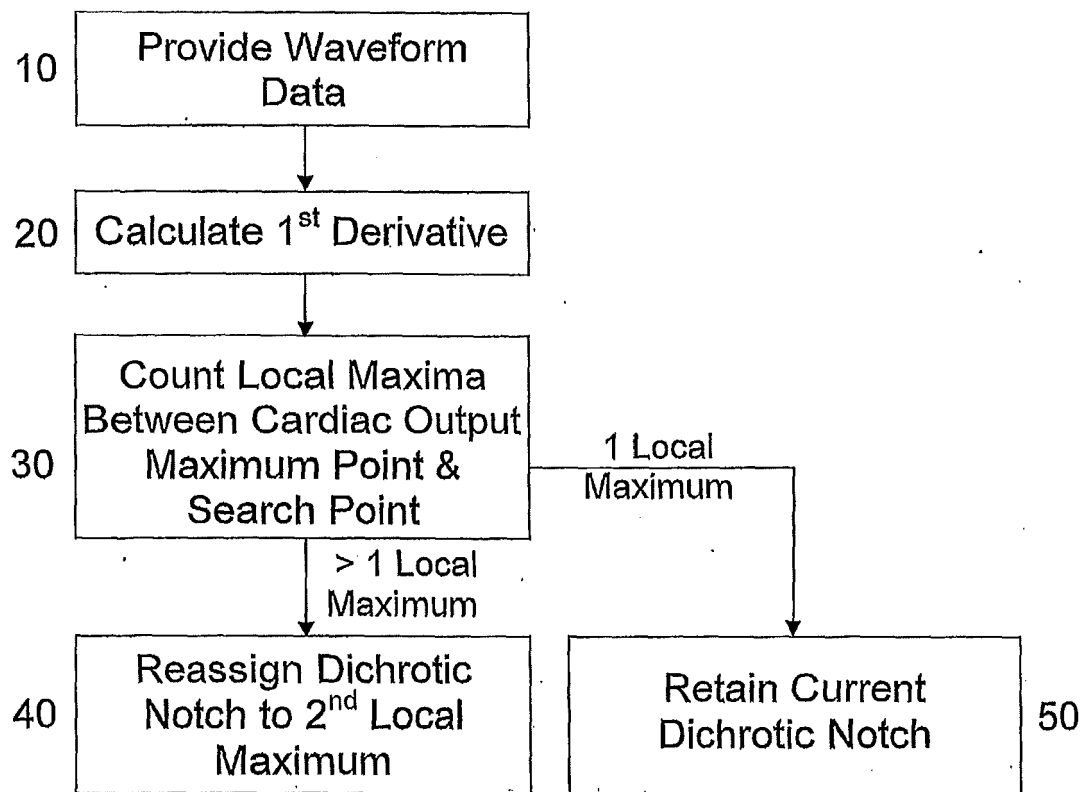 10
Provide Waveform
Data
20
Calculate 1st Derivative
30
Count Local Maxima
Between Cardiac Output
Maximum Point &
Search Point
1 Local
Maximum
> 1 Local
Maximum
40
Reassign Dichrotic
Notch to 2nd Local
Maximum
Retain Current
Dichrotic Notch
50